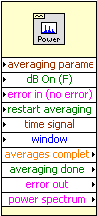 Power
averaging parame
dB On (F)
error in (no error)
restart averaging
time signal
window
averages complet
averaging done
error out
power spectrum